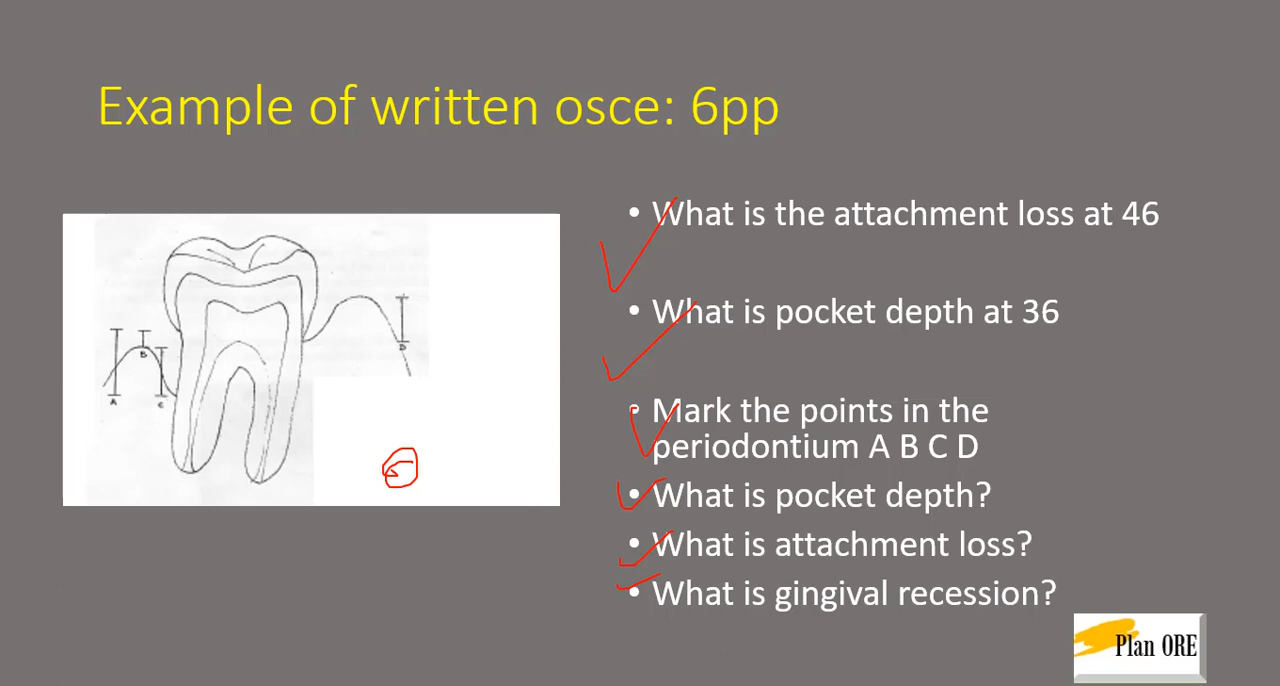 Example of written osce: 6pp
• What is the attachment loss at 46
• What is pocket depth at 36
• Mark the points in the
periodontium A B C D
• What is pocket depth?
• What is attachment loss?
• What is gingival recession?
B
D
A
C
Plan ORE